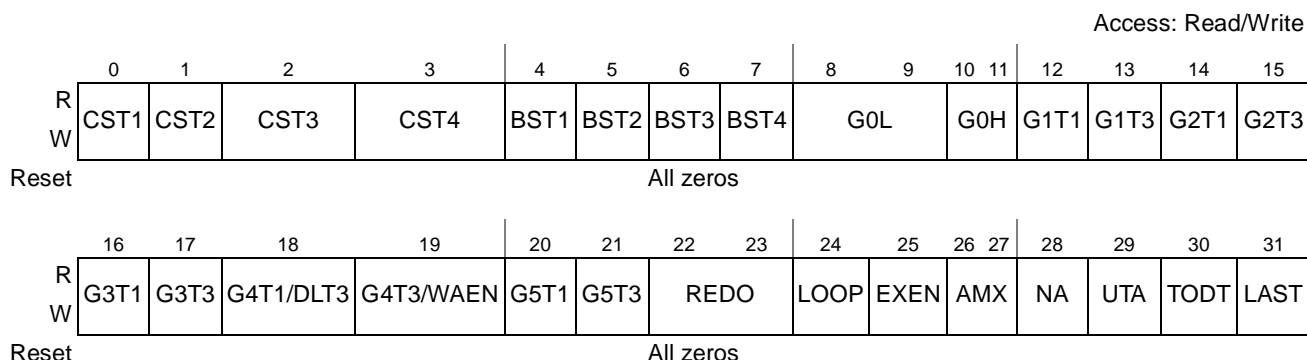 Access: Read/Write
0 1 2 3 4 5 6 7 8 9 10 11 12 13 14 15
R
W
CST1 CST2 CST3 CST4 BST1 BST2 BST3 BST4 G0L G0H G1T1 G1T3 G2T1 G2T3
Reset All zeros
16 17 18 19 20 21 22 23 24 25 26 27 28 29 30 31
R
W
G3T1 G3T3 G4T1/DLT3 G4T3/WAEN G5T1 G5T3 REDO LOOP EXEN AMX NA UTA TODT LAST
Reset All zeros